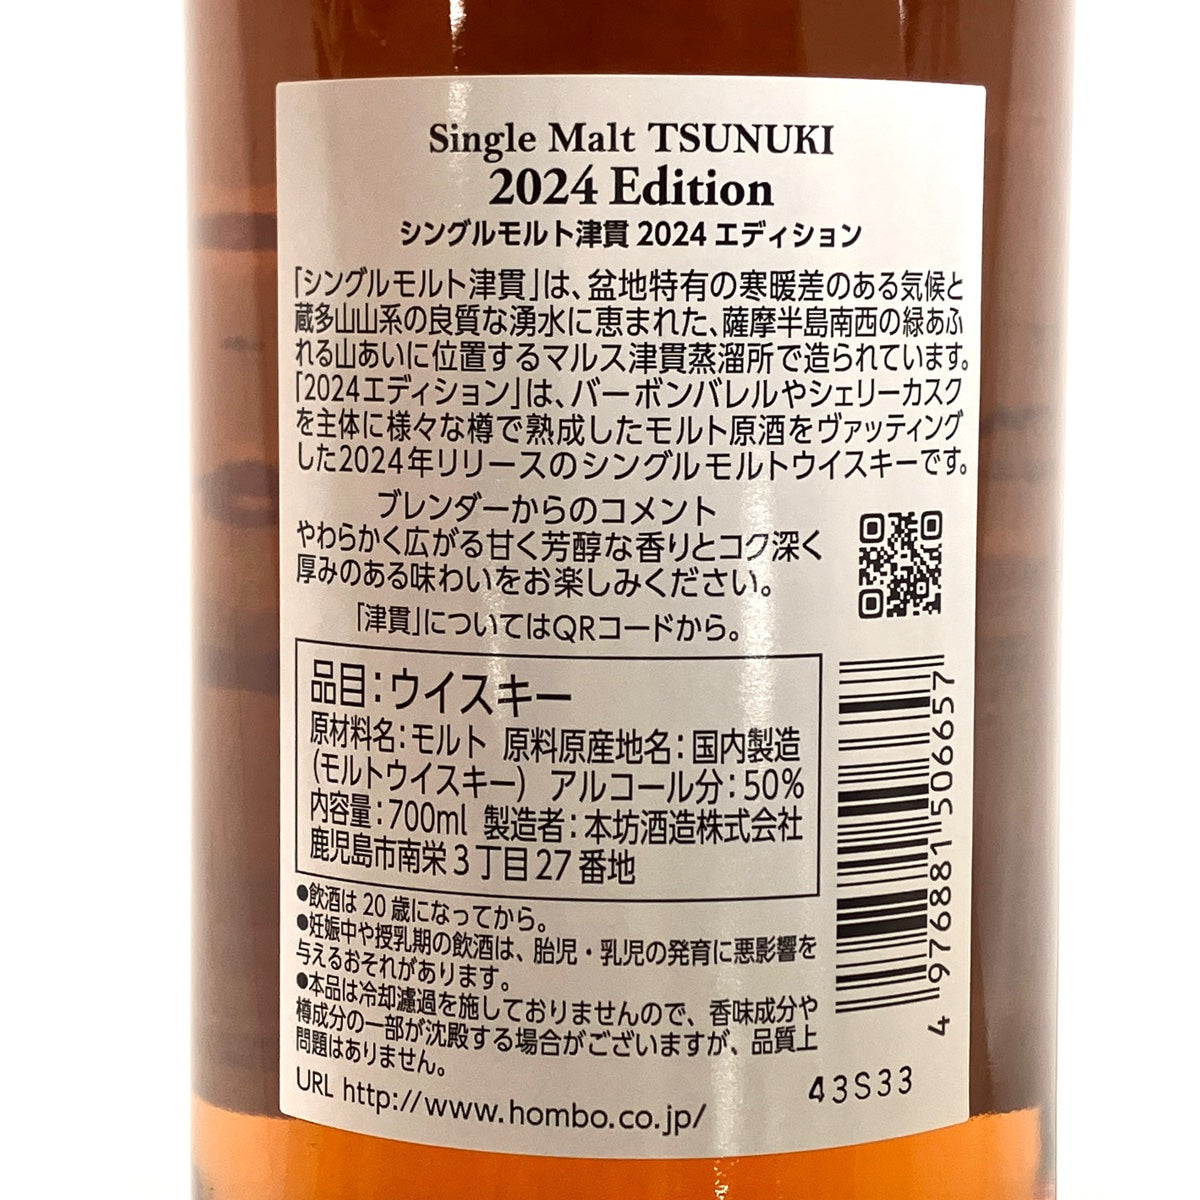 Single Malt TSUNUKI
2024 Edition
シングルモルト津貫 2024 エディション
「シングルモルト津貫」は、盆地特有の寒暖差のある気候と
蔵多山山系の良質な湧水に恵まれた、薩摩半島南西の緑あふ
れる山あいに位置するマルス津貫蒸溜所で造られています。
「2024エディション」は、バーボンバレルやシェリーカスク
を主体に様々な樽で熟成したモルト原酒をヴァッティング
した2024年リリースのシングルモルトウイスキーです。
ブレンダーからのコメント
やわらかく広がる甘く芳醇な香りとコク深く
厚みのある味わいをお楽しみください。
「津貫」についてはQRコードから。
品目：ウイスキー
原材料名：モルト 原料原産地名：国内製造
(モルトウイスキー) アルコール分：50%
内容量：700ml 製造者：本坊酒造株式会社
鹿児島市南栄3丁目27番地
●飲酒は20歳になってから。
●妊娠中や授乳期の飲酒は、胎児・乳児の発育に悪影響を
与えるおそれがあります。
●本品は冷却濾過を施しておりませんので、香味成分や
樽成分の一部が沈殿する場合がございますが、品質上
問題はありません。
URL http://www.hombo.co.jp/
4 976881 506657
43S33